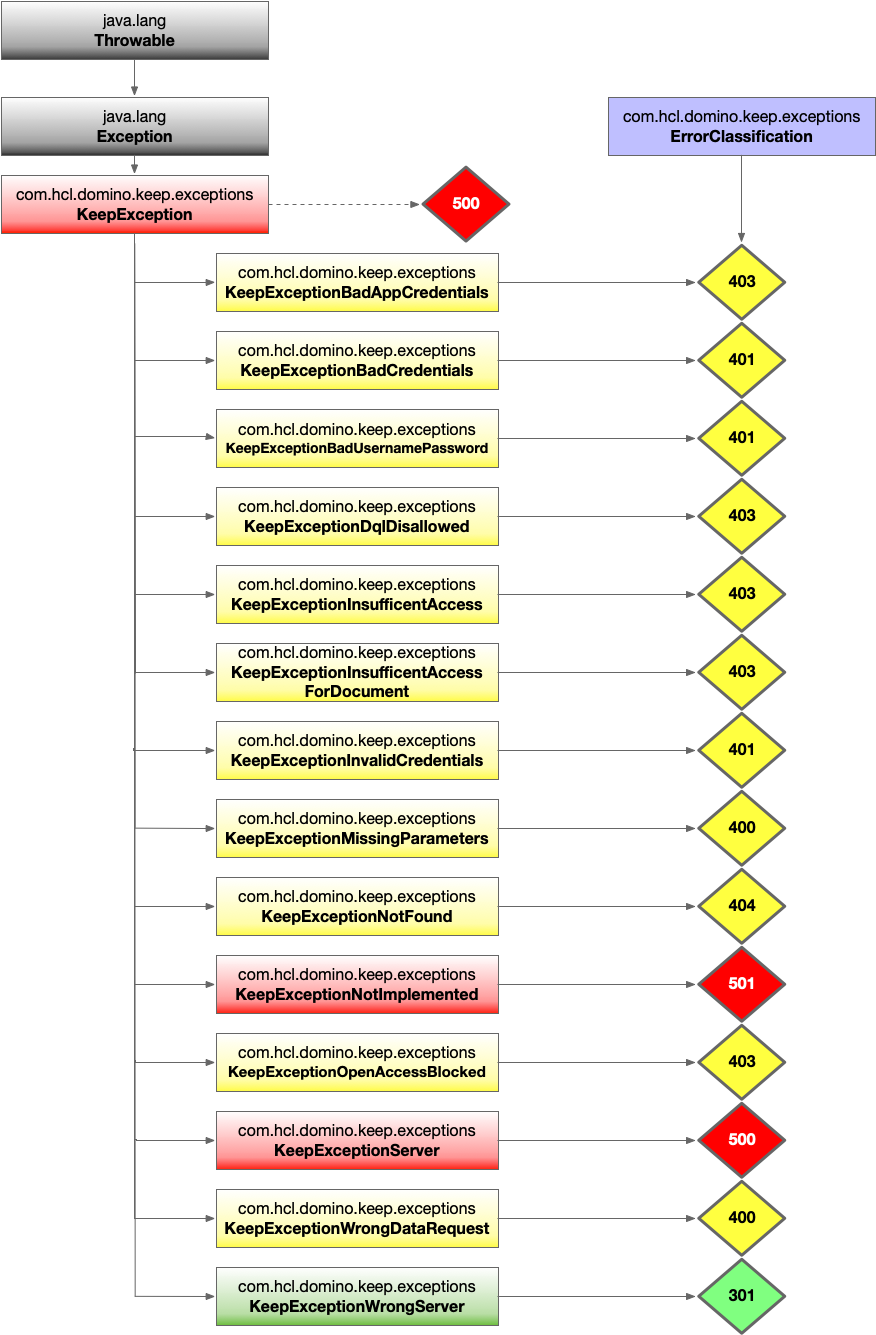 java.lang
Throwable
java.lang
Exception
com.hcl.domino.keep.exceptions
ErrorClassification
com.hcl.domino.keep.exceptions
KeepException
500
com.hcl.domino.keep.exceptions
KeepExceptionBadAppCredentials
403
com.hcl.domino.keep.exceptions
KeepExceptionBadCredentials
401
com.hcl.domino.keep.exceptions
KeepExceptionBadUsernamePassword
401
com.hcl.domino.keep.exceptions
KeepExceptionDqlDisallowed
403
com.hcl.domino.keep.exceptions
KeepExceptionInsufficentAccess
403
com.hcl.domino.keep.exceptions
KeepExceptionInsufficentAccess
ForDocument
403
com.hcl.domino.keep.exceptions
KeepExceptionInvalidCredentials
401
com.hcl.domino.keep.exceptions
KeepExceptionMissingParameters
400
com.hcl.domino.keep.exceptions
KeepExceptionNotFound
404
com.hcl.domino.keep.exceptions
KeepExceptionNotImplemented
501
com.hcl.domino.keep.exceptions
KeepExceptionOpenAccessBlocked
403
com.hcl.domino.keep.exceptions
KeepExceptionServer
500
com.hcl.domino.keep.exceptions
KeepExceptionWrongDataRequest
400
com.hcl.domino.keep.exceptions
KeepExceptionWrongServer
301